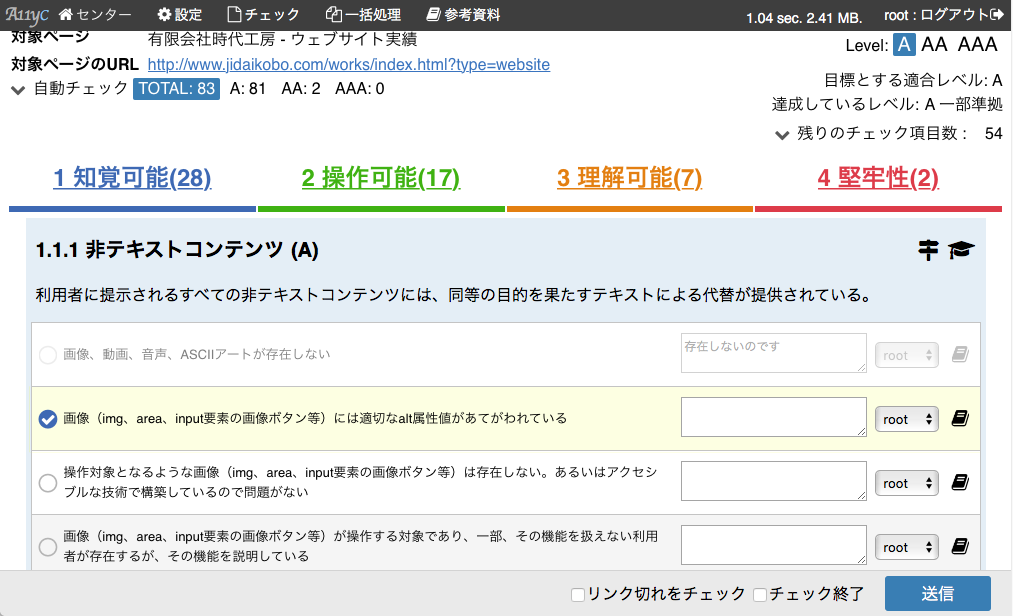 A11yC センター 設定 チェック 一括処理 参考資料 1.04 sec. 2.41 MB. root : ログアウト
対象ページ 有限会社時代工房 - ウェブサイト実績
Level: A AA AAA
対象ページのURL http://www.jidaikobo.com/works/index.html?type=website
自動チェック TOTAL: 83 A: 81 AA: 2 AAA: 0
目標とする適合レベル: A
達成しているレベル: A 一部準拠
残りのチェック項目数： 54
1 知覚可能(28) 2 操作可能(17) 3 理解可能(7) 4 堅牢性(2)
1.1.1 非テキストコンテンツ (A)
利用者に提示されるすべての非テキストコンテンツには、同等の目的を果たすテキストによる代替が提供されている。
画像、動画、音声、ASCIIアートが存在しない 存在しないのです root
画像（img、area、input要素の画像ボタン等）には適切なalt属性値があてがわれている root
操作対象となるような画像（img、area、input要素の画像ボタン等）は存在しない。あるいはアクセシ
ブルな技術で構築しているので問題がない root
画像（img、area、input要素の画像ボタン等）が操作する対象であり、一部、その機能を扱えない利用
者が存在するが、その機能を説明している root
リンク切れをチェック チェック終了 送信